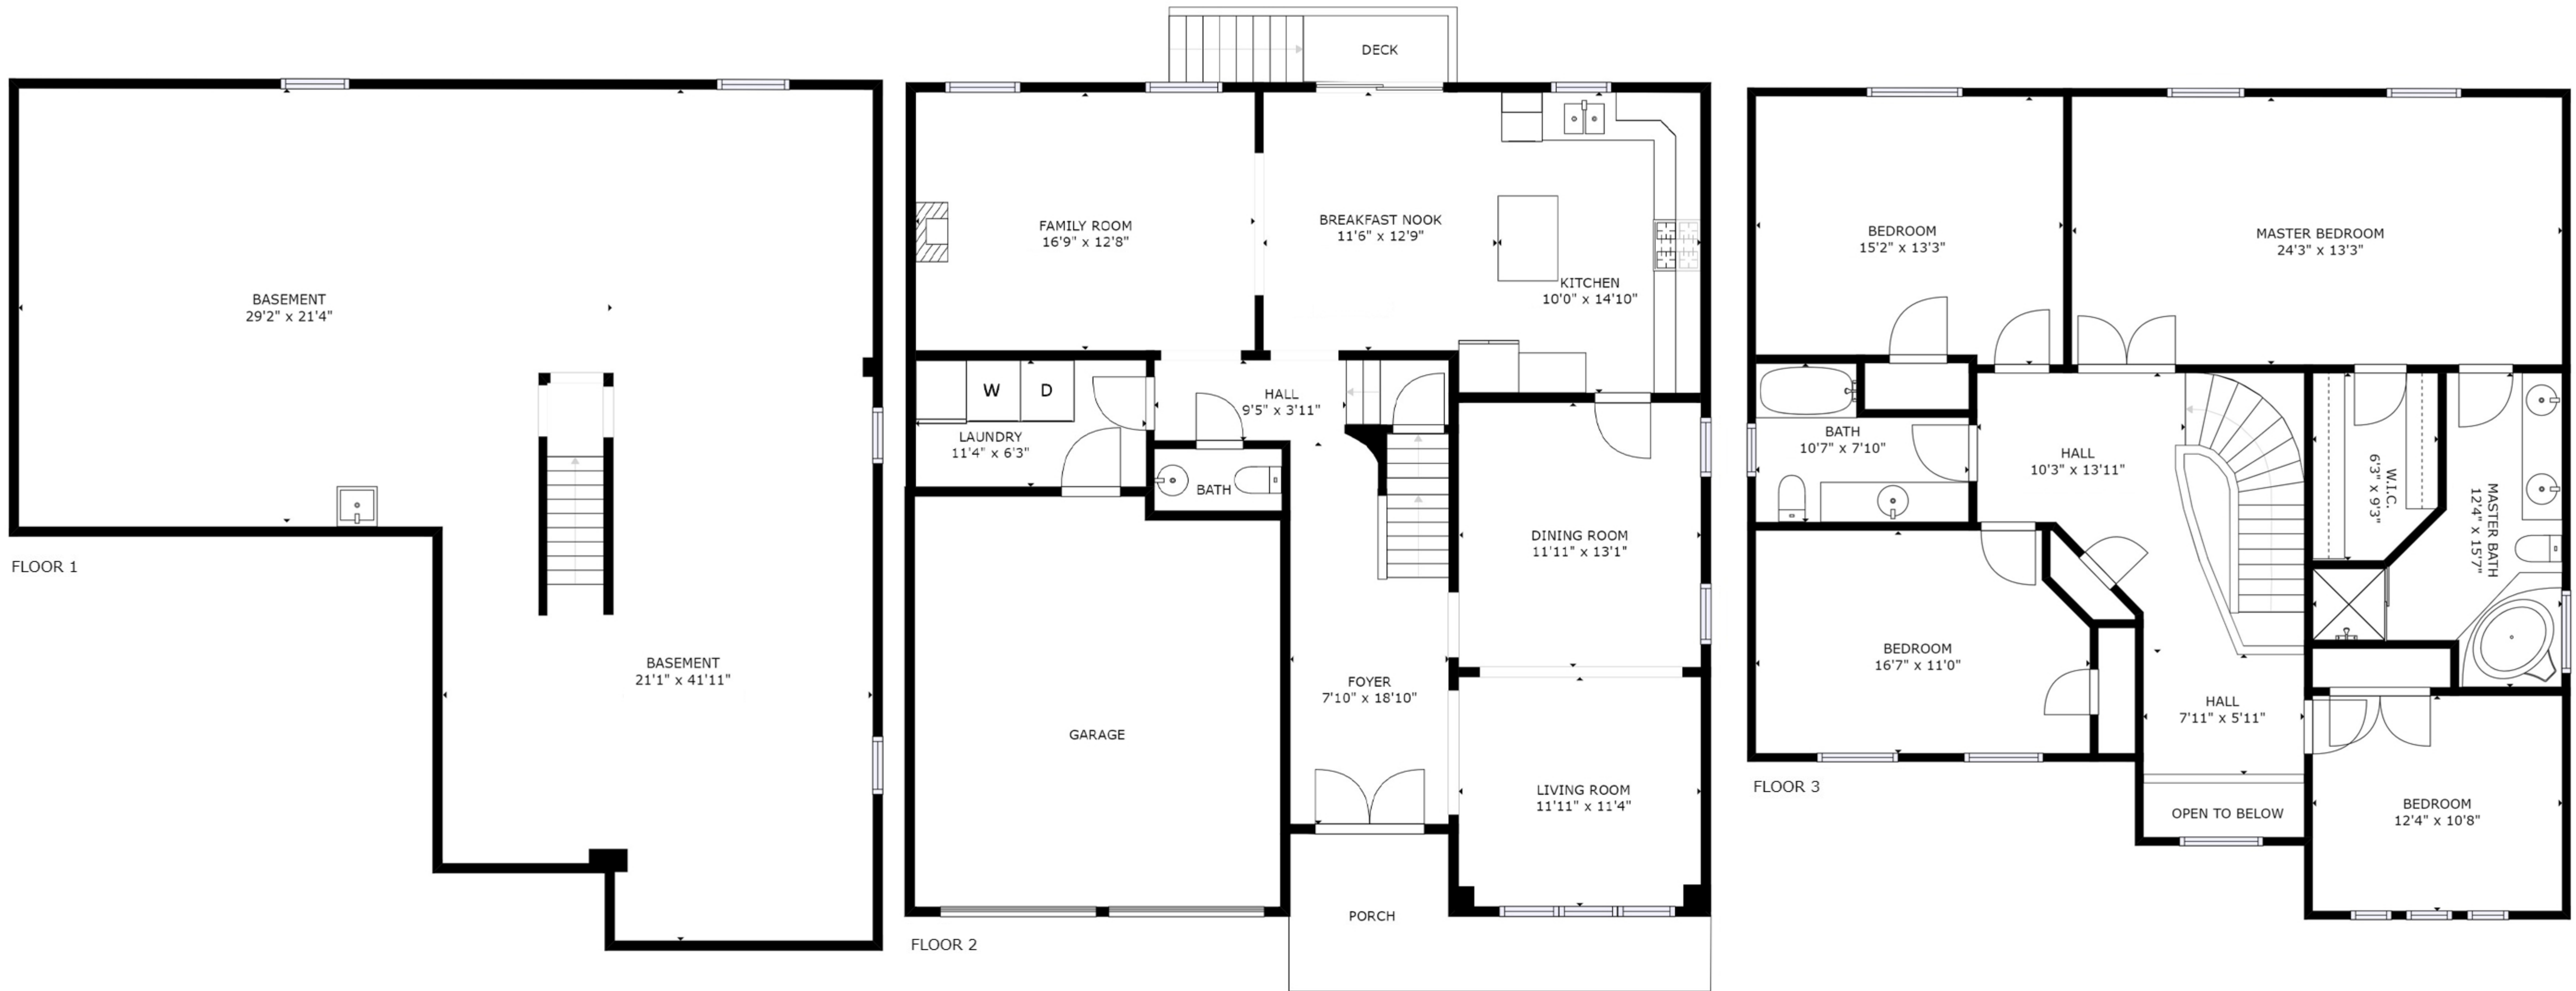 BASEMENT
29'2" x 21'4"
BASEMENT
21'1" x 41'11"
FLOOR 1
DECK
FAMILY ROOM
16'9" x 12'8"
BREAKFAST NOOK
11'6" x 12'9"
KITCHEN
10'0" x 14'10"
W
D
HALL
9'5" x 3'11"
LAUNDRY
11'4" x 6'3"
BATH
DINING ROOM
11'11" x 13'1"
FOYER
7'10" x 18'10"
GARAGE
LIVING ROOM
11'11" x 11'4"
PORCH
FLOOR 2
BEDROOM
15'2" x 13'3"
MASTER BEDROOM
24'3" x 13'3"
BATH
10'7" x 7'10"
HALL
10'3" x 13'11"
W.I.C.
6'3" x 9'3"
MASTER BATH
12'4" x 15'7"
BEDROOM
16'7" x 11'0"
HALL
7'11" x 5'11"
OPEN TO BELOW
BEDROOM
12'4" x 10'8"
FLOOR 3